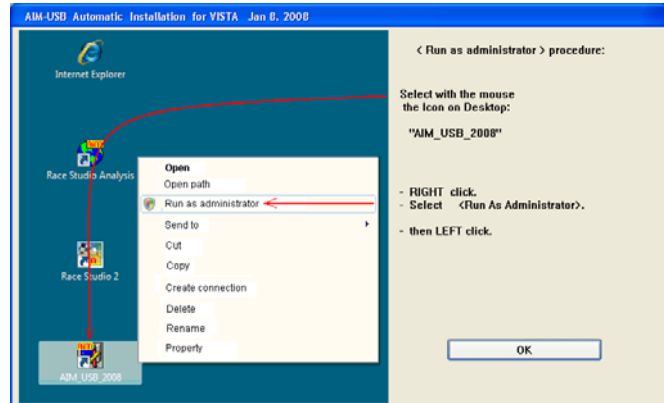 AIM-USB Automatic Installation for VISTA Jan 8. 2008
Internet Explorer
Race Studio Analysis
Race Studio 2
AIM_USB_2008
Open
Open path
Run as administrator
Send to
Cut
Copy
Create connection
Delete
Rename
Property
< Run as administrator > procedure:
Select with the mouse
the Icon on Desktop:
"AIM_USB_2008"
- RIGHT click.
- Select <Run As Administrator>.
- then LEFT click.
OK